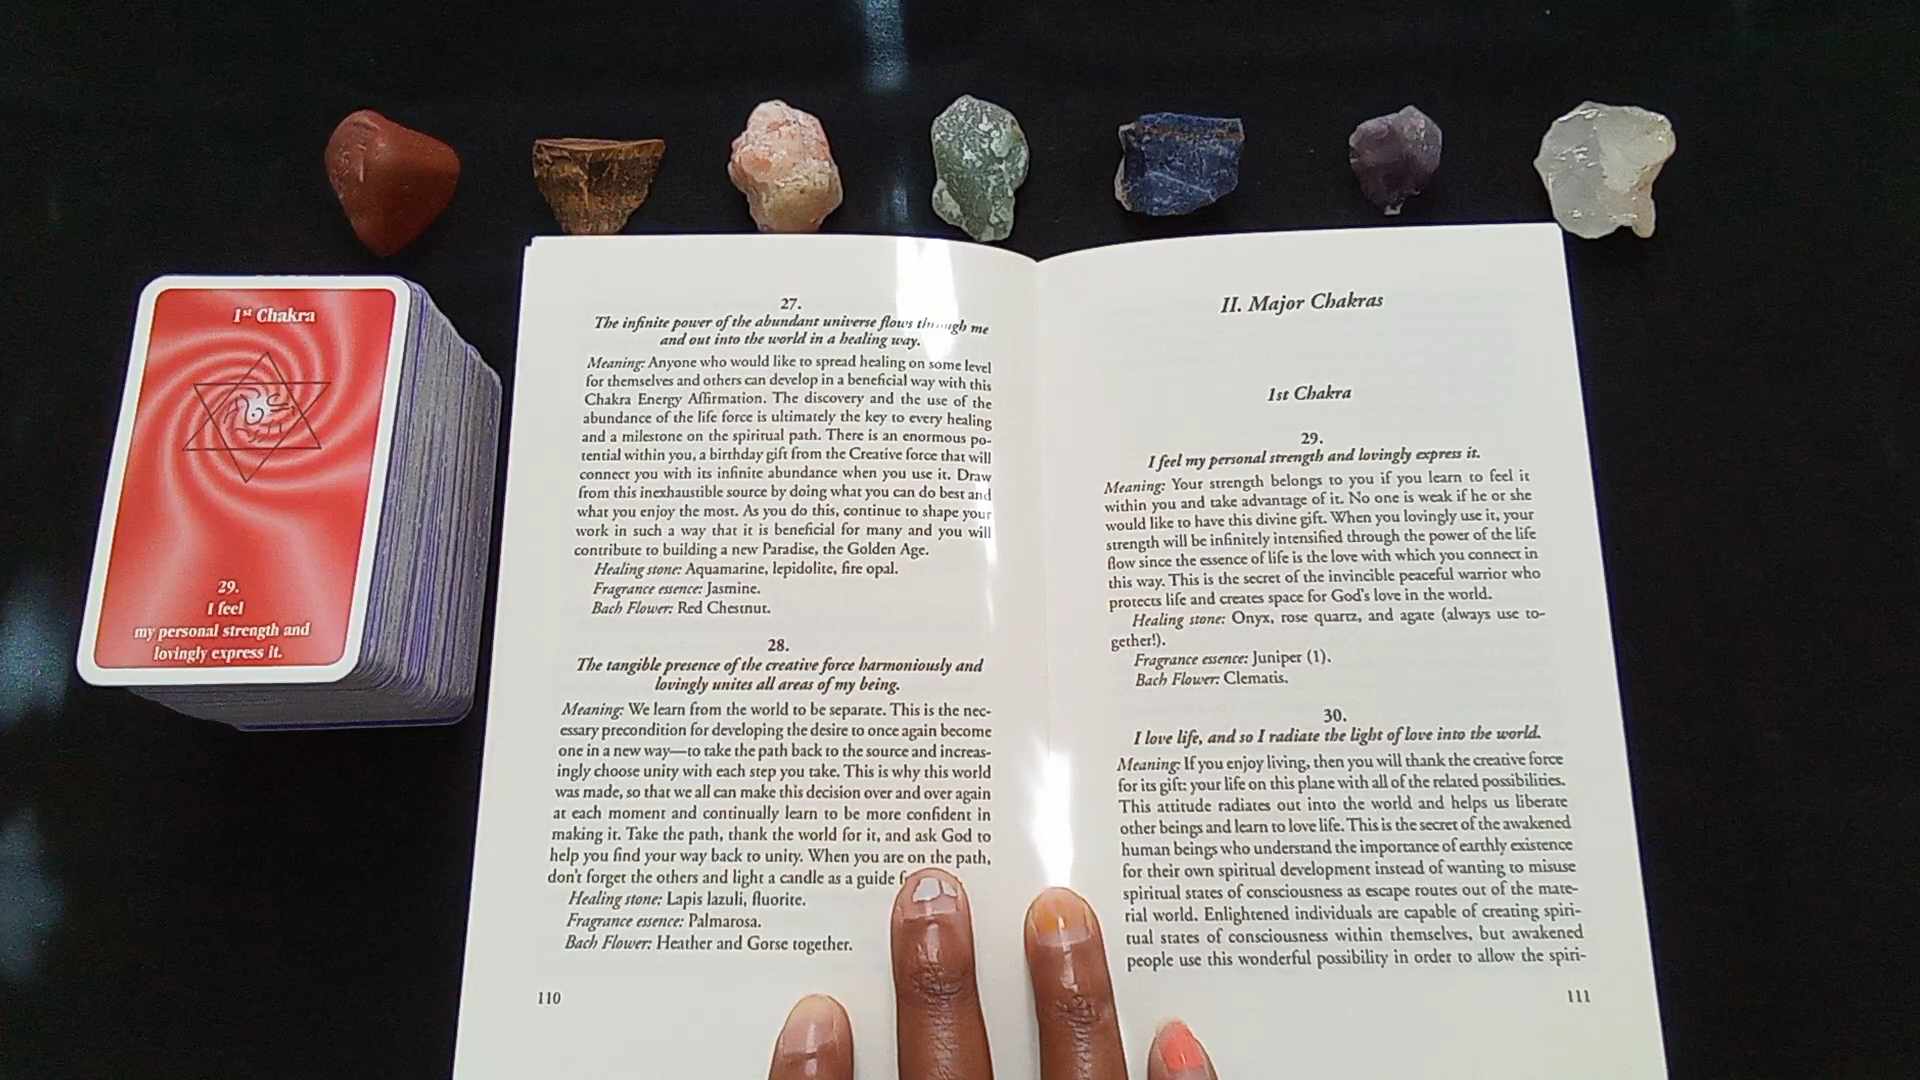 1st Chakra
29.
I feel
my personal strength and
lovingly express it.
27.
The infinite power of the abundant universe flows through me
and out into the world in a healing way.
Meaning: Anyone who would like to spread healing on some level
for themselves and others can develop in a beneficial way with this
Chakra Energy Affirmation. The discovery and the use of the
abundance of the life force is ultimately the key to every healing
and a milestone on the spiritual path. There is an enormous po-
tential within you, a birthday gift from the Creative force that will
connect you with its infinite abundance when you use it. Draw
from this inexhaustible source by doing what you can do best and
what you enjoy the most. As you do this, continue to shape your
work in such a way that it is beneficial for many and you will
contribute to building a new Paradise, the Golden Age.
Healing stone: Aquamarine, lepidolite, fire opal.
Fragrance essence: Jasmine.
Bach Flower: Red Chestnut.
28.
The tangible presence of the creative force harmoniously and
lovingly unites all areas of my being.
Meaning: We learn from the world to be separate. This is the nec-
essary precondition for developing the desire to once again become
one in a new way—to take the path back to the source and increas-
ingly choose unity with each step you take. This is why this world
was made, so that we all can make this decision over and over again
at each moment and continually learn to be more confident in
making it. Take the path, thank the world for it, and ask God to
help you find your way back to unity. When you are on the path,
don't forget the others and light a candle as a guide
Healing stone: Lapis lazuli, fluorite.
Fragrance essence: Palmarosa.
Bach Flower: Heather and Gorse together.
110
II. Major Chakras
1st Chakra
29.
I feel my personal strength and lovingly express it.
Meaning: Your strength belongs to you if you learn to feel it
within you and take advantage of it. No one is weak if he or she
would like to have this divine gift. When you lovingly use it, your
strength will be infinitely intensified through the power of the life
flow since the essence of life is the love with which you connect in
this way. This is the secret of the invincible peaceful warrior who
protects life and creates space for God's love in the world.
Healing stone: Onyx, rose quartz, and agate (always use to-
gether!).
Fragrance essence: Juniper (1).
Bach Flower: Clematis.
30.
I love life, and so I radiate the light of love into the world.
Meaning: If you enjoy living, then you will thank the creative force
for its gift: your life on this plane with all of the related possibilities.
This attitude radiates out into the world and helps us liberate
other beings and learn to love life. This is the secret of the awakened
human beings who understand the importance of earthly existence
for their own spiritual development instead of wanting to misuse
spiritual states of consciousness as escape routes out of the mate-
rial world. Enlightened individuals are capable of creating spiri-
tual states of consciousness within themselves, but awakened
people use this wonderful possibility in order to allow the spiri-
111